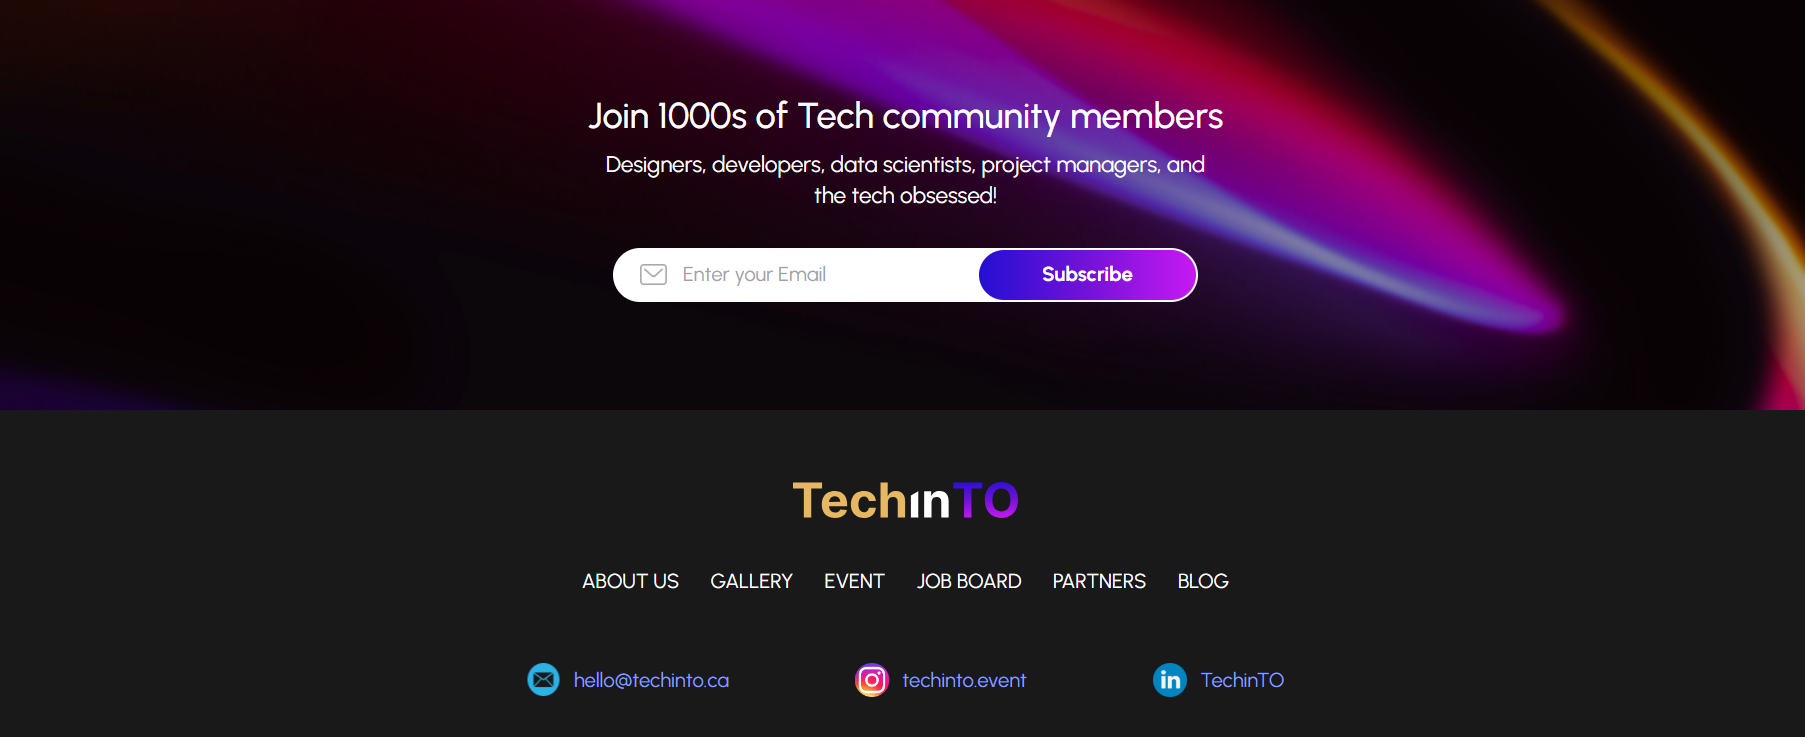 Join 1000s of Tech community members
Designers, developers, data scientists, project managers, and
the tech obsessed!
Enter your Email
Subscribe
TechinTO
ABOUT US GALLERY EVENT JOB BOARD PARTNERS BLOG
hello@techinto.ca techinto.event TechinTO